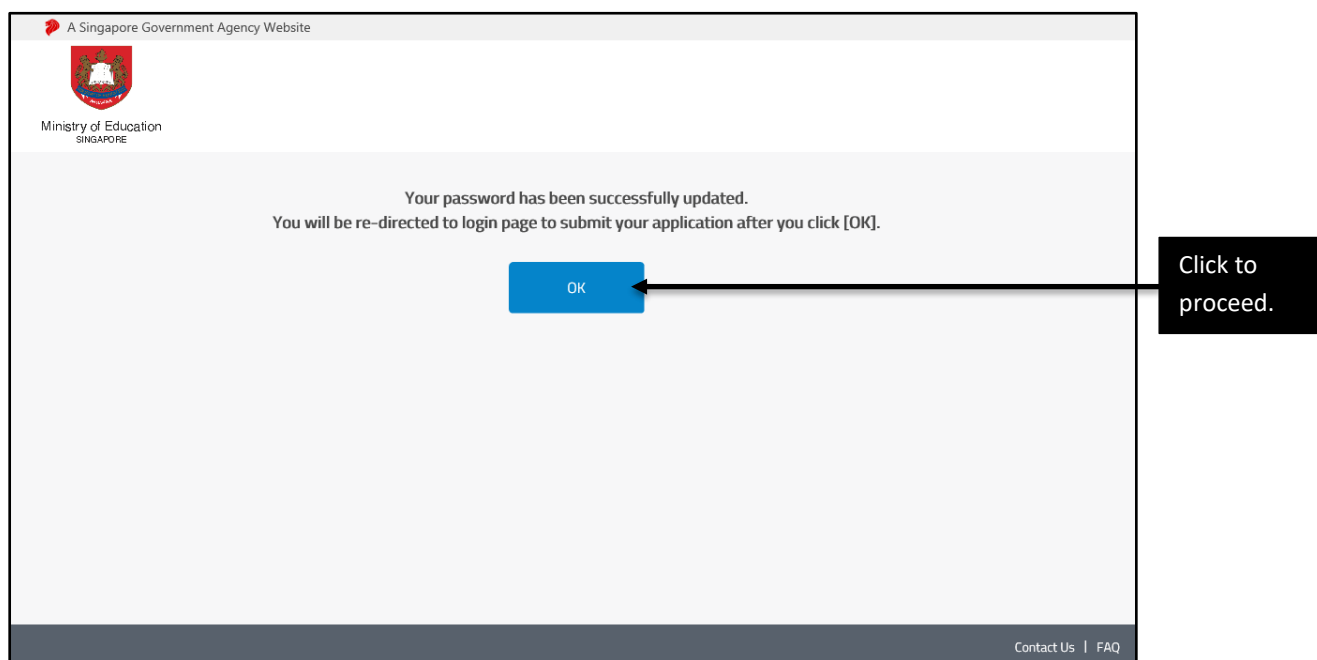 A Singapore Government Agency Website
Ministry of Education
SINGAPORE
Your password has been successfully updated.
You will be re-directed to login page to submit your application after you click [OK].
OK
Click to
proceed.
Contact Us | FAQ